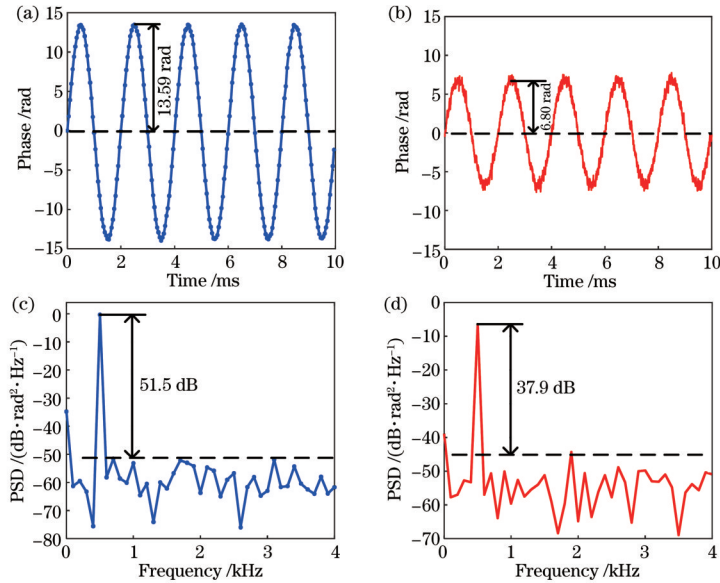 (a)
15
10
5
0
−5
−10
−15
Phase /rad
13.59 rad
0 2 4 6 8 10
Time /ms
(b)
15
10
5
0
−5
−10
−15
Phase /rad
6.80 rad
0 2 4 6 8 10
Time /ms
(c)
0
−10
−20
−30
−40
−50
−60
−70
−80
PSD /(dB·rad²·Hz⁻¹)
51.5 dB
0 1 2 3 4
Frequency /kHz
(d)
0
−10
−20
−30
−40
−50
−60
−70
PSD /(dB·rad²·Hz⁻¹)
37.9 dB
0 1 2 3 4
Frequency /kHz